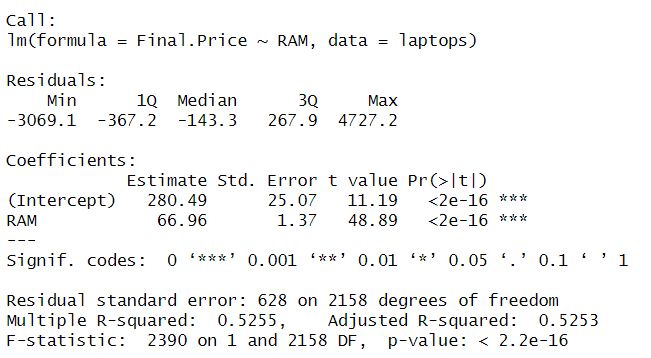 Call:
lm(formula = Final.Price ~ RAM, data = laptops)
Residuals:
Min 1Q Median 3Q Max
-3069.1 -367.2 -143.3 267.9 4727.2
Coefficients:
Estimate Std. Error t value Pr(>|t|)
(Intercept) 280.49 25.07 11.19 <2e-16 ***
RAM 66.96 1.37 48.89 <2e-16 ***
---
Signif. codes: 0 ‘***’ 0.001 ‘**’ 0.01 ‘*’ 0.05 ‘.’ 0.1 ‘ ’ 1
Residual standard error: 628 on 2158 degrees of freedom
Multiple R-squared: 0.5255, Adjusted R-squared: 0.5253
F-statistic: 2390 on 1 and 2158 DF, p-value: < 2.2e-16